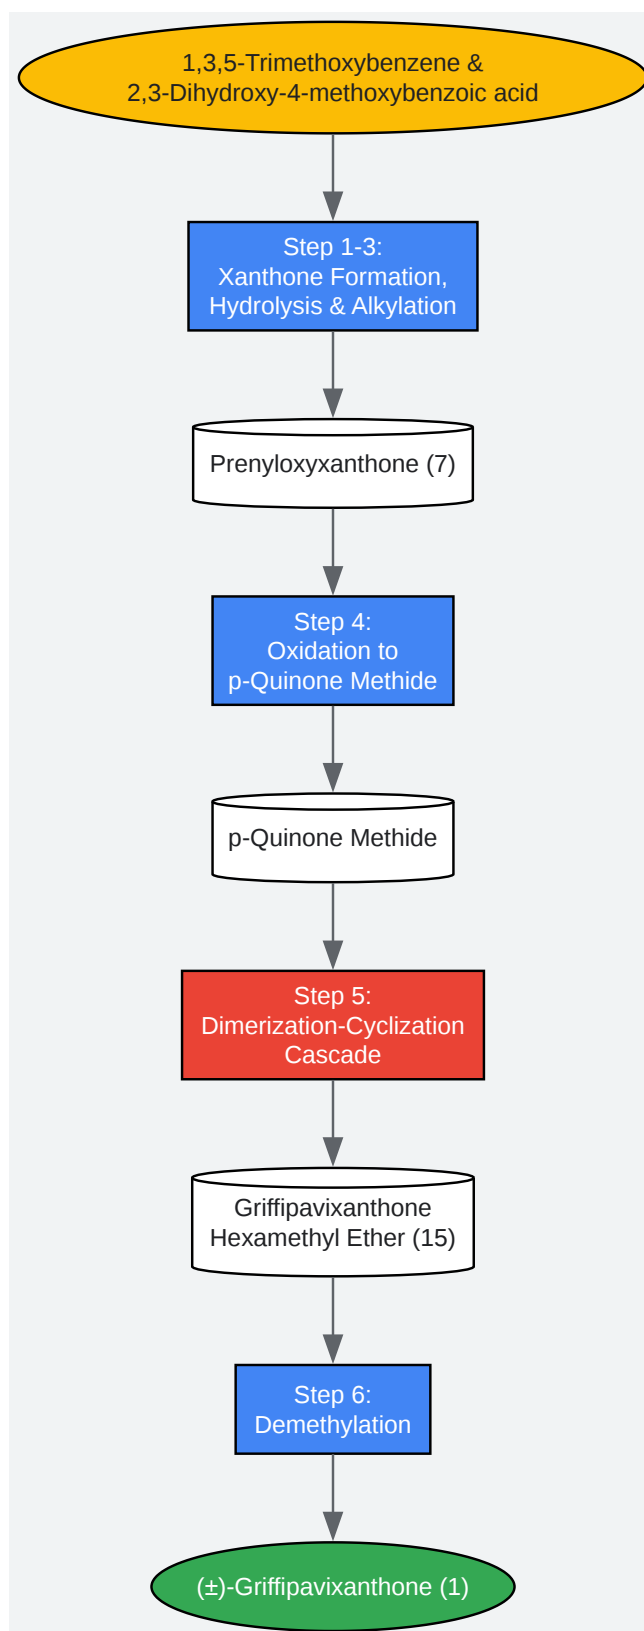 1,3,5-Trimethoxybenzene &
2,3-Dihydroxy-4-methoxybenzoic acid
Step 1-3:
Xanthone Formation,
Hydrolysis & Alkylation
Prenyloxyxanthone (7)
Step 4:
Oxidation to
p-Quinone Methide
p-Quinone Methide
Step 5:
Dimerization-Cyclization
Cascade
Griffipavixanthone
Hexamethyl Ether (15)
Step 6:
Demethylation
(±)-Griffipavixanthone (1)